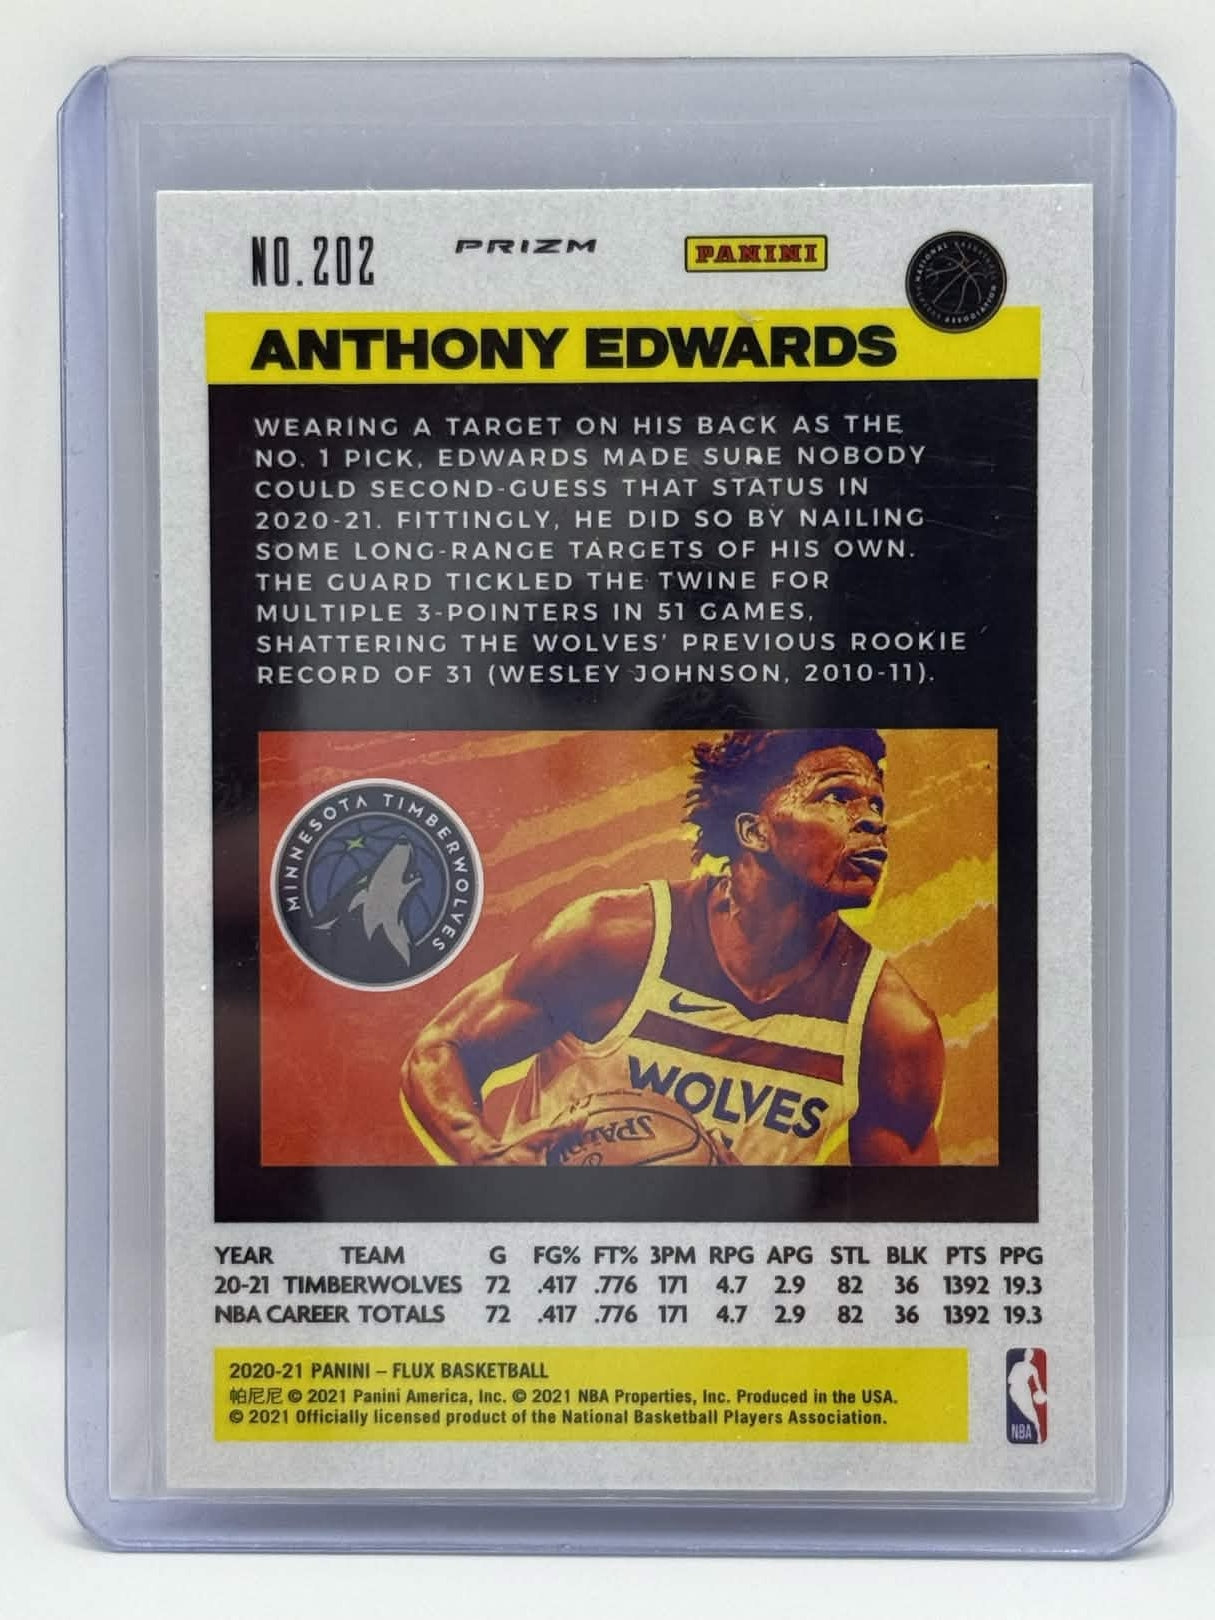 NO.202
PRIZM
PANINI
NATIONAL BASKETBALL PLAYERS ASSOCIATION
ANTHONY EDWARDS
WEARING A TARGET ON HIS BACK AS THE
NO. 1 PICK, EDWARDS MADE SURE NOBODY
COULD SECOND-GUESS THAT STATUS IN
2020-21. FITTINGLY, HE DID SO BY NAILING
SOME LONG-RANGE TARGETS OF HIS OWN.
THE GUARD TICKLED THE TWINE FOR
MULTIPLE 3-POINTERS IN 51 GAMES,
SHATTERING THE WOLVES' PREVIOUS ROOKIE
RECORD OF 31 (WESLEY JOHNSON, 2010-11).
MINNESOTA TIMBERWOLVES
WOLVES
SPALDING
YEAR TEAM G FG% FT% 3PM RPG APG STL BLK PTS PPG
20-21 TIMBERWOLVES 72 .417 .776 171 4.7 2.9 82 36 1392 19.3
NBA CAREER TOTALS 72 .417 .776 171 4.7 2.9 82 36 1392 19.3
2020-21 PANINI – FLUX BASKETBALL
帕尼尼 © 2021 Panini America, Inc. © 2021 NBA Properties, Inc. Produced in the USA.
© 2021 Officially licensed product of the National Basketball Players Association.
NBA